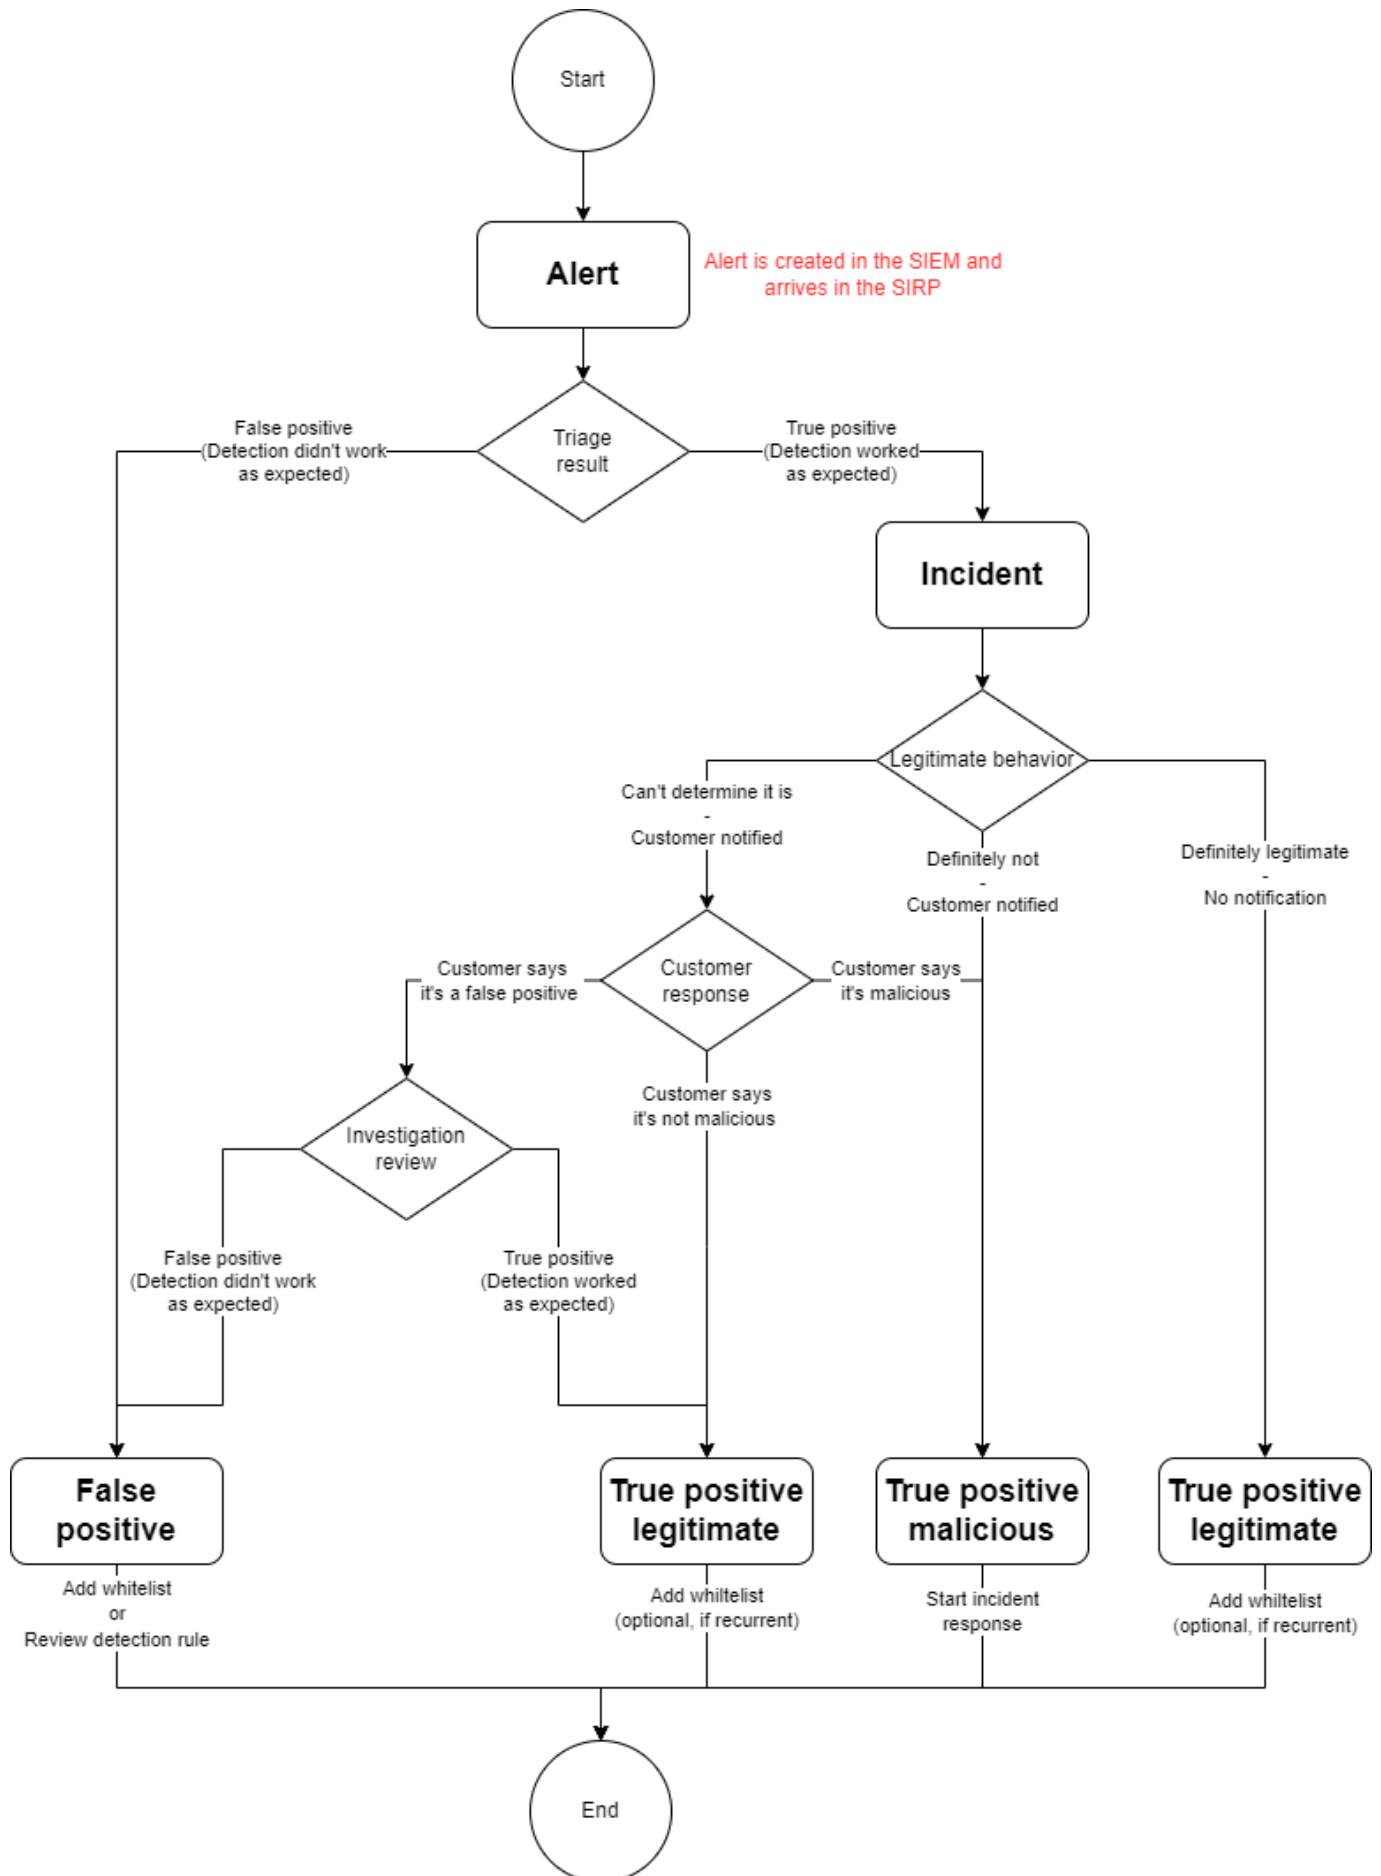 Start
Alert
Alert is created in the SIEM and
arrives in the SIRP
False positive
(Detection didn't work
as expected)
Triage
result
True positive
(Detection worked
as expected)
Incident
Legitimate behavior
Can't determine it is
-
Customer notified
Definitely not
-
Customer notified
Definitely legitimate
-
No notification
Customer says
it's a false positive
Customer
response
Customer says
it's malicious
Customer says
it's not malicious
Investigation
review
False positive
(Detection didn't work
as expected)
True positive
(Detection worked
as expected)
False
positive
True positive
legitimate
True positive
malicious
True positive
legitimate
Add whitelist
or
Review detection rule
Add whiltelist
(optional, if recurrent)
Start incident
response
Add whiltelist
(optional, if recurrent)
End